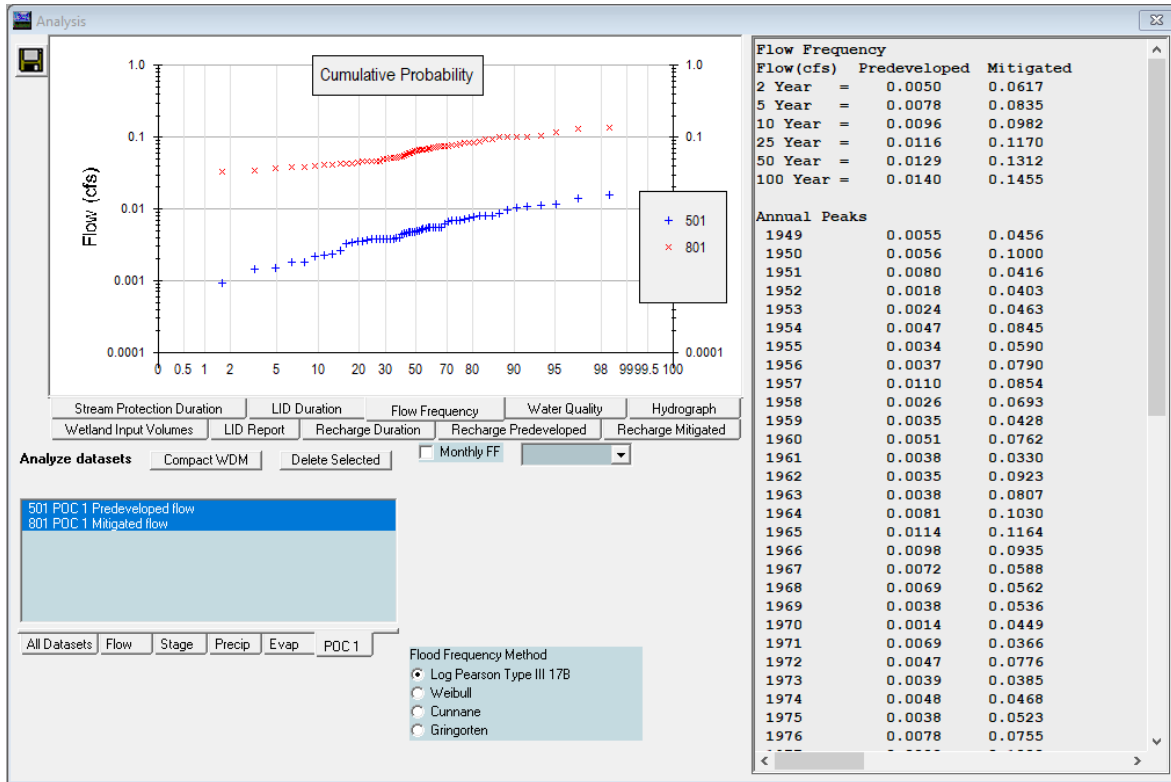 Analysis
Cumulative Probability
1.0
0.1
0.01
0.001
0.0001
Flow (cfs)
1.0
0.1
0.01
0.001
0.0001
501
801
0 0.5 1 2 5 10 20 30 50 70 80 90 95 98 99 99.5 100
Stream Protection Duration LID Duration Flow Frequency Water Quality Hydrograph
Wetland Input Volumes LID Report Recharge Duration Recharge Predeveloped Recharge Mitigated
Analyze datasets Compact WDM Delete Selected Monthly FF
501 POC 1 Predeveloped flow
801 POC 1 Mitigated flow
All Datasets Flow Stage Precip Evap POC 1
Flood Frequency Method
Log Pearson Type III 17B
Weibull
Cunnane
Gringorten
Flow Frequency
Flow(cfs) Predeveloped Mitigated
2 Year = 0.0050 0.0617
5 Year = 0.0078 0.0835
10 Year = 0.0096 0.0982
25 Year = 0.0116 0.1170
50 Year = 0.0129 0.1312
100 Year = 0.0140 0.1455
Annual Peaks
1949 0.0055 0.0456
1950 0.0056 0.1000
1951 0.0080 0.0416
1952 0.0018 0.0403
1953 0.0024 0.0463
1954 0.0047 0.0845
1955 0.0034 0.0590
1956 0.0037 0.0790
1957 0.0110 0.0854
1958 0.0026 0.0693
1959 0.0035 0.0428
1960 0.0051 0.0762
1961 0.0038 0.0330
1962 0.0035 0.0923
1963 0.0038 0.0807
1964 0.0081 0.1030
1965 0.0114 0.1164
1966 0.0098 0.0935
1967 0.0072 0.0588
1968 0.0069 0.0562
1969 0.0038 0.0536
1970 0.0014 0.0449
1971 0.0069 0.0366
1972 0.0047 0.0776
1973 0.0039 0.0385
1974 0.0048 0.0468
1975 0.0038 0.0523
1976 0.0078 0.0755